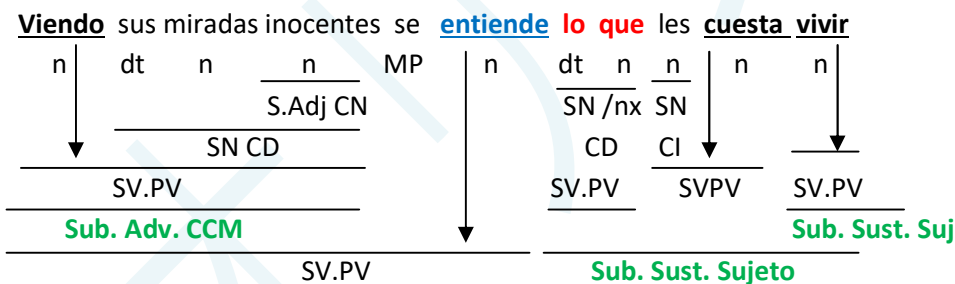 Viendo sus miradas inocentes se entiende lo que les cuesta vivir
n dt n n MP n dt n n n n
S.Adj CN SN /nx SN
SN CD CD CI
SV.PV SV.PV SVPV SV.PV
Sub. Adv. CCM Sub. Sust. Suj
SV.PV Sub. Sust. Sujeto